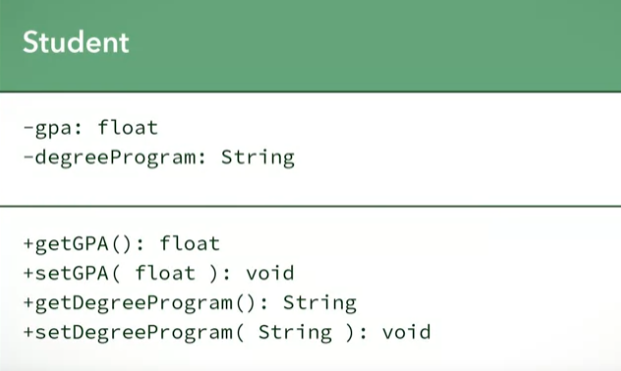 Student
-gpa: float
-degreeProgram: String
+getGPA(): float
+setGPA( float ): void
+getDegreeProgram(): String
+setDegreeProgram( String ): void